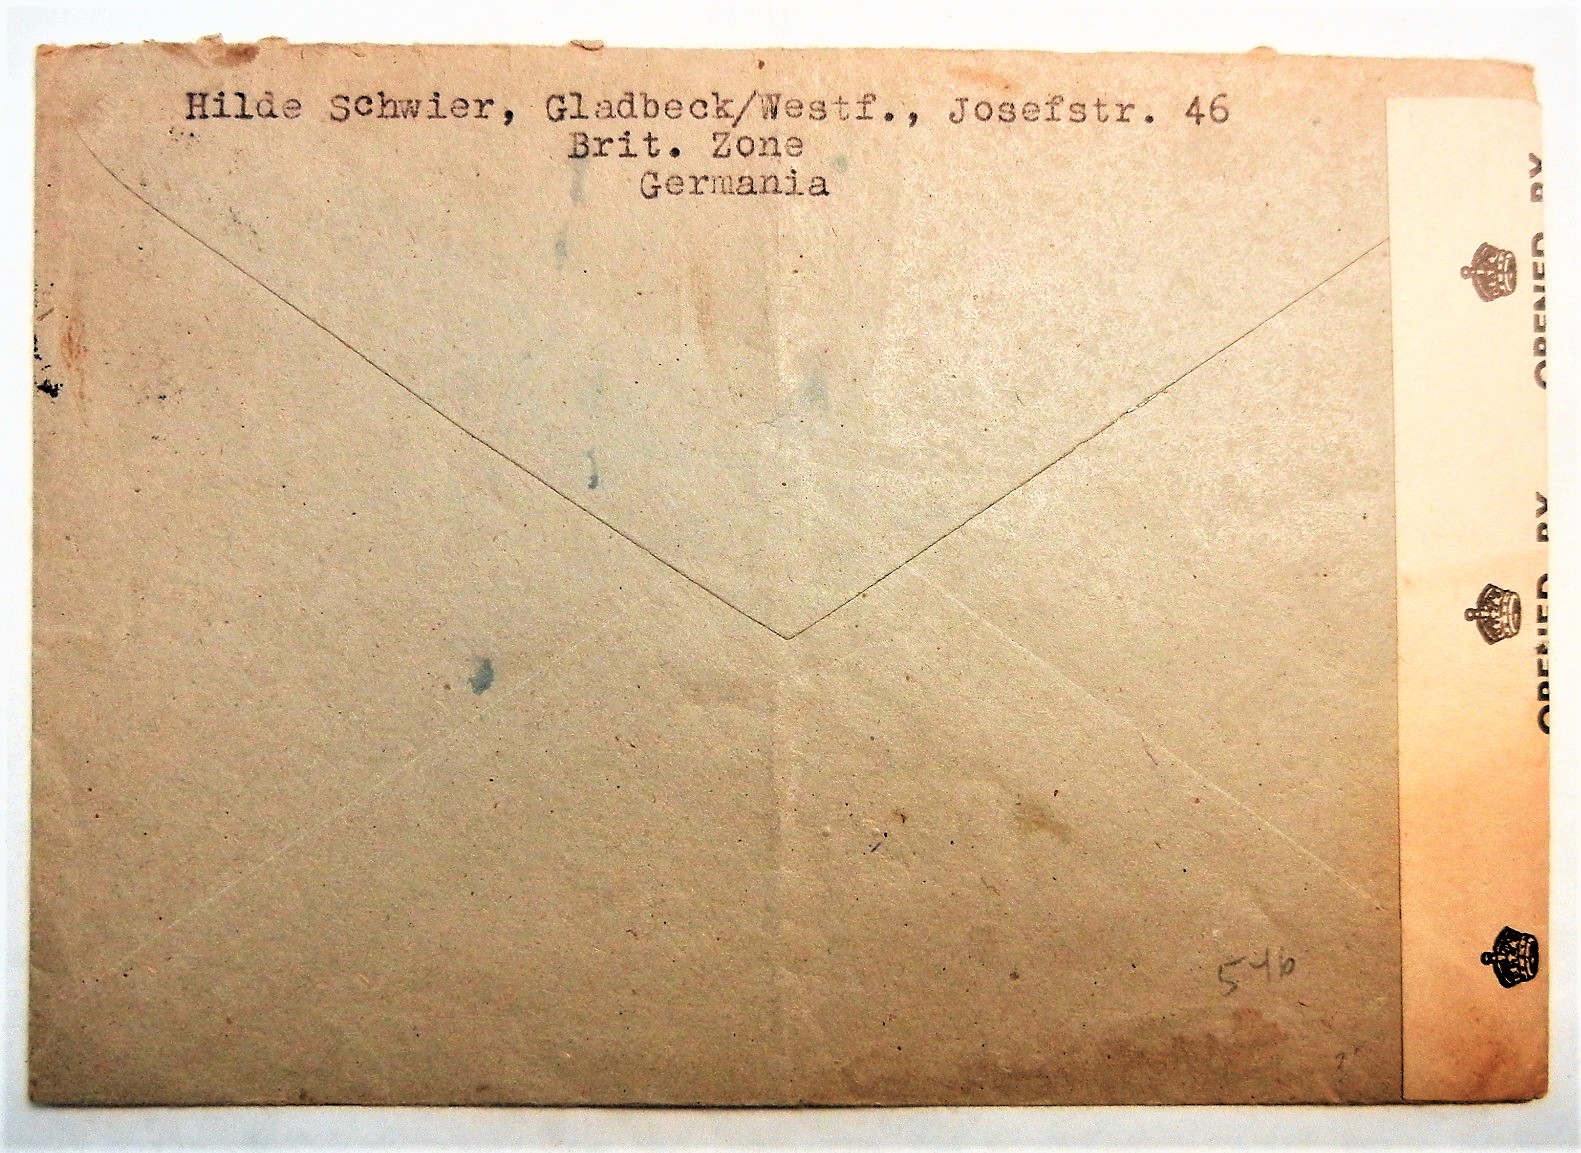 Hilde Schwier, Gladbeck/Westf., Josefstr. 46
Brit. Zone
Germania
OPENED BY
OPENED BY
546